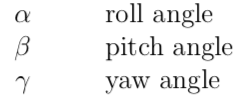 α roll angle
β pitch angle
γ yaw angle